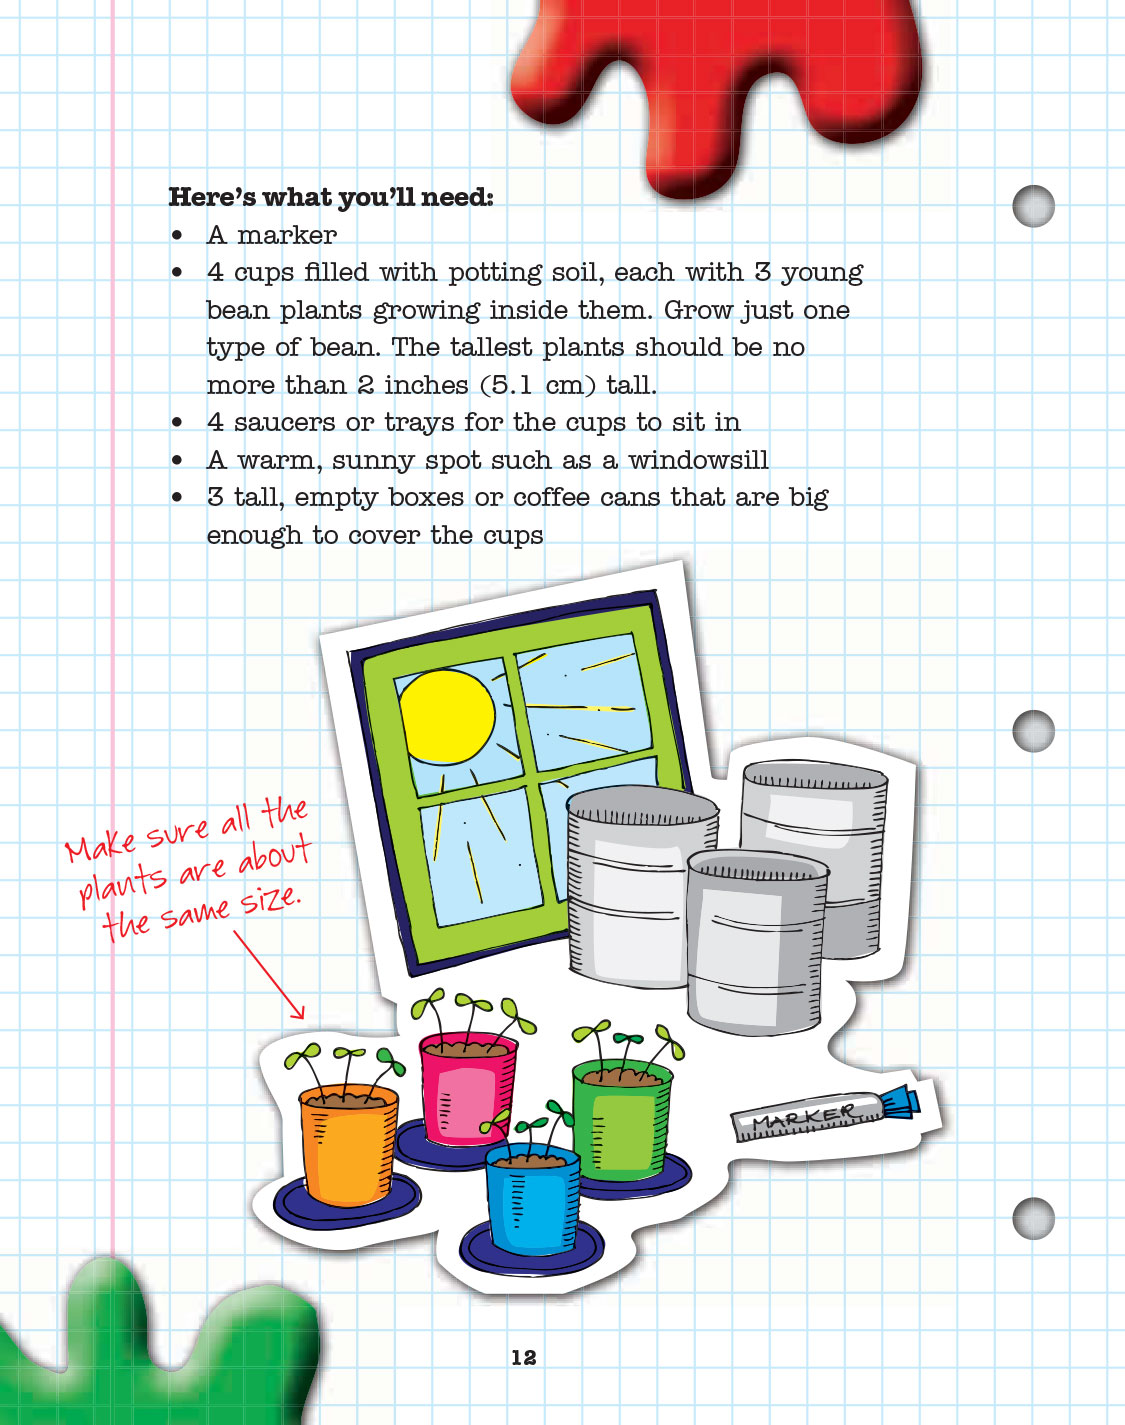 Here's what you'll need:
• A marker
• 4 cups filled with potting soil, each with 3 young
bean plants growing inside them. Grow just one
type of bean. The tallest plants should be no
more than 2 inches (5.1 cm) tall.
• 4 saucers or trays for the cups to sit in
• A warm, sunny spot such as a windowsill
• 3 tall, empty boxes or coffee cans that are big
enough to cover the cups
Make sure all the
plants are about
the same size.
MARKER
12